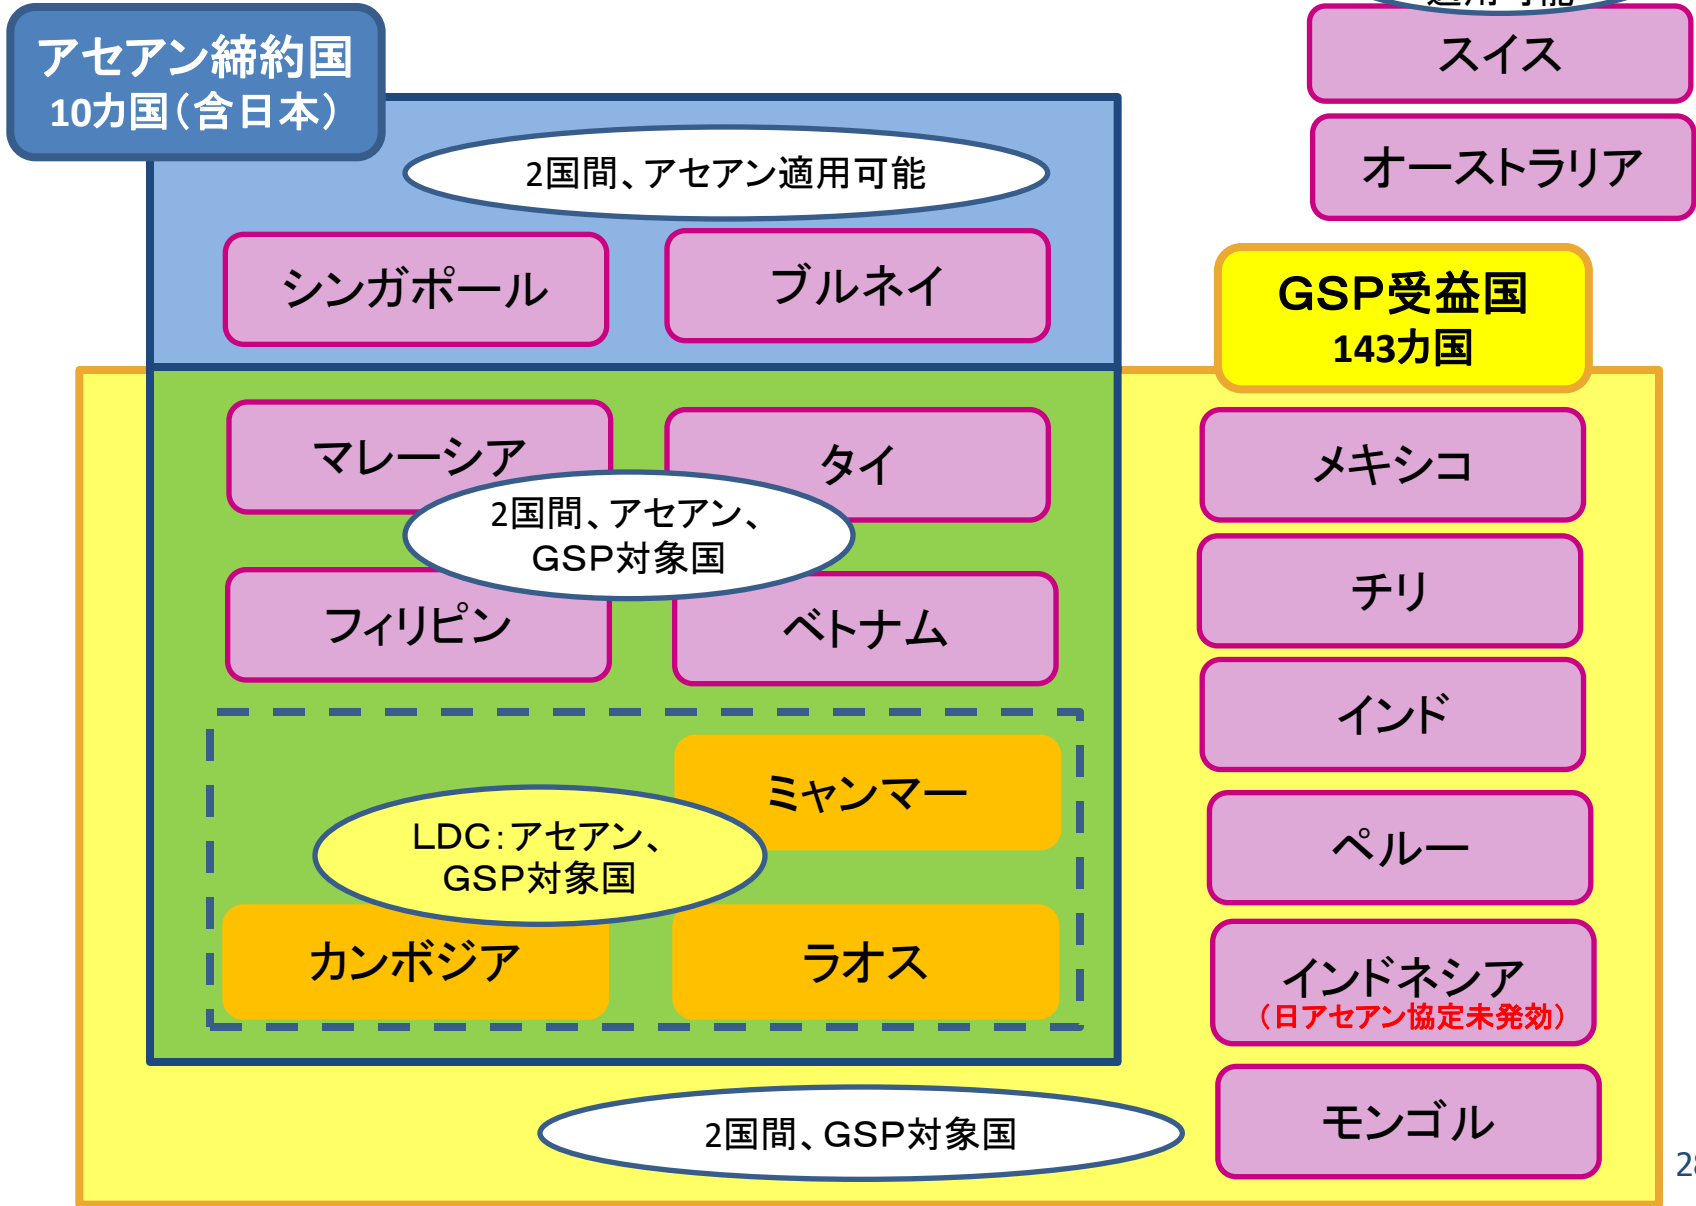 適用可能
アセアン締約国
10カ国（含日本）
スイス
オーストラリア
2国間、アセアン適用可能
シンガポール
ブルネイ
ＧＳＰ受益国
143カ国
マレーシア
タイ
2国間、アセアン、
ＧＳＰ対象国
フィリピン
ベトナム
メキシコ
チリ
インド
ミャンマー
ＬＤＣ：アセアン、
ＧＳＰ対象国
カンボジア
ラオス
ペルー
インドネシア
（日アセアン協定未発効）
モンゴル
2国間、ＧＳＰ対象国